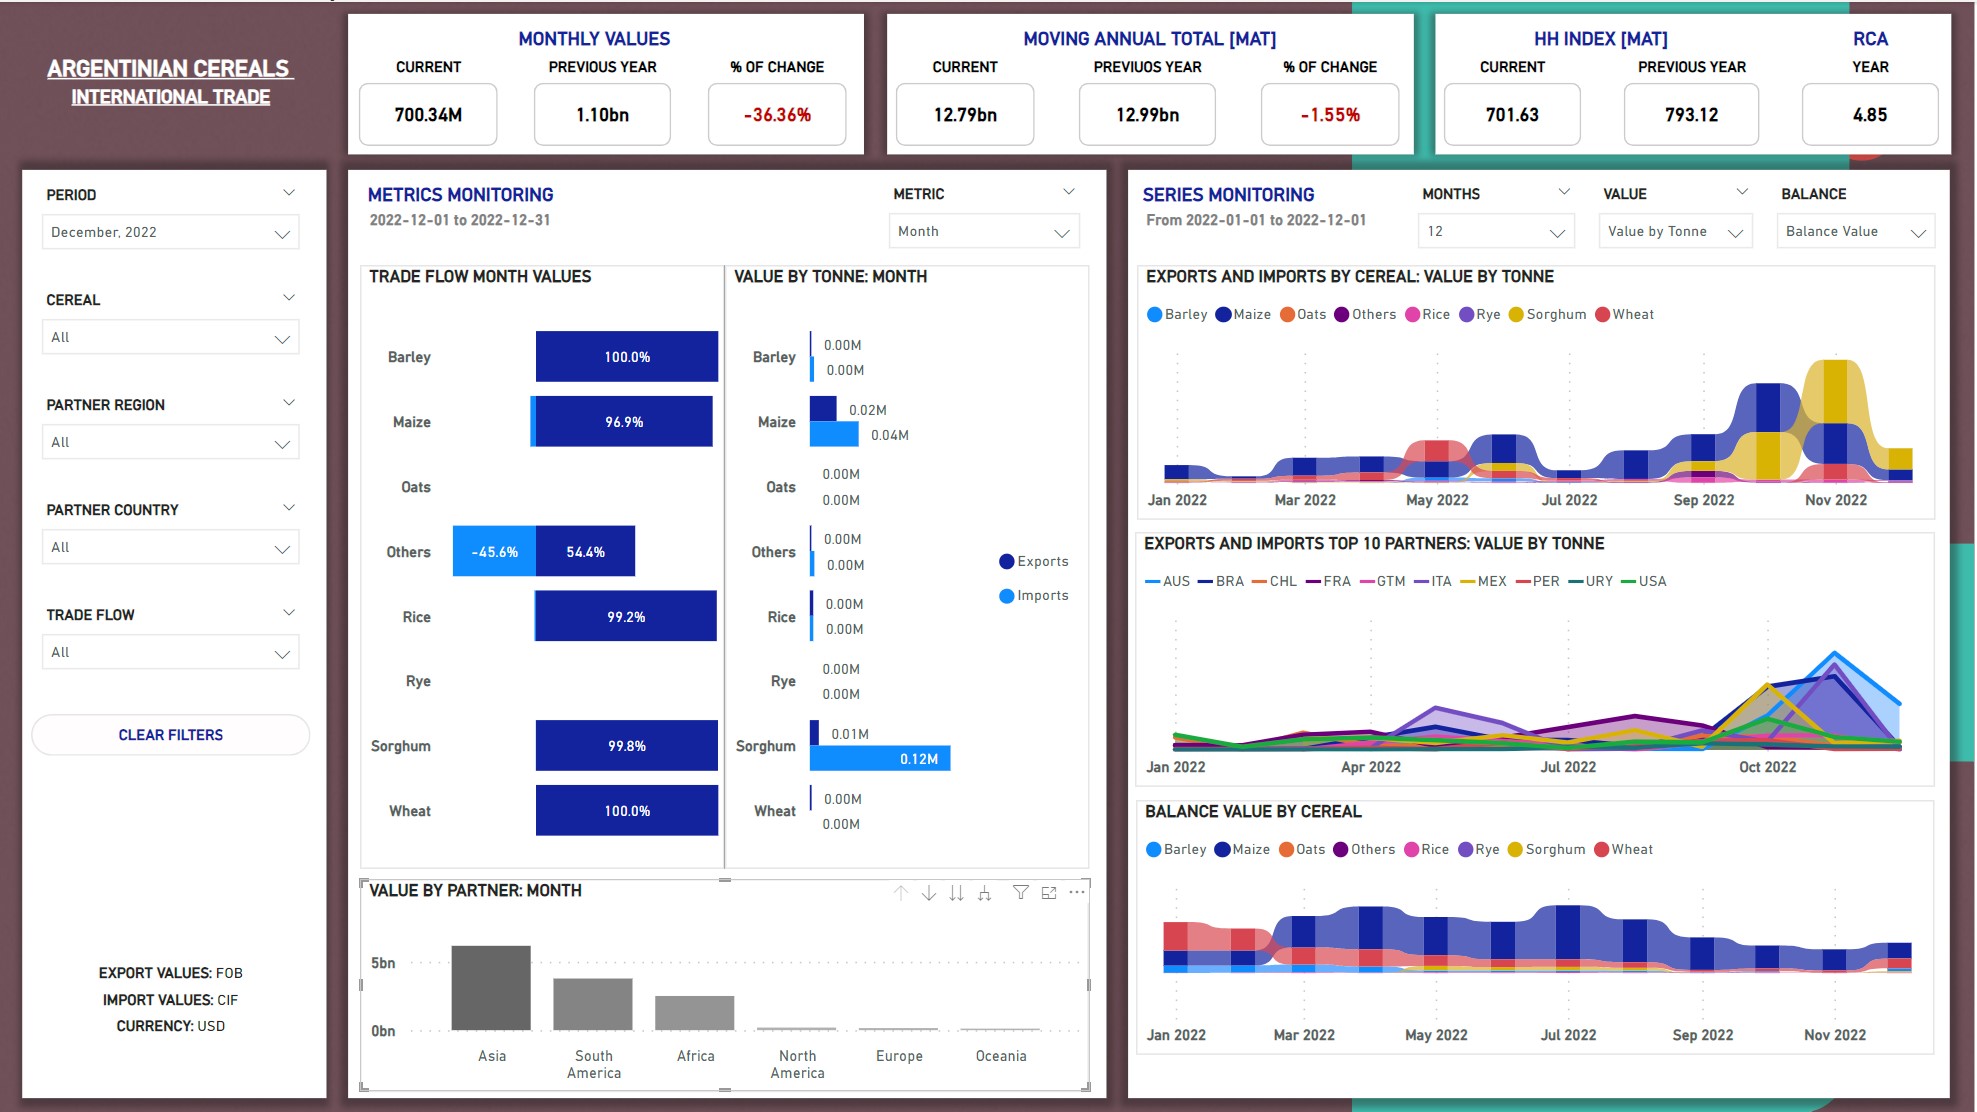 ARGENTINIAN CEREALS
INTERNATIONAL TRADE
MONTHLY VALUES
CURRENT PREVIOUS YEAR % OF CHANGE
700.34M 1.10bn -36.36%
MOVING ANNUAL TOTAL [MAT]
CURRENT PREVIUOS YEAR % OF CHANGE
12.79bn 12.99bn -1.55%
HH INDEX [MAT] RCA
CURRENT PREVIOUS YEAR YEAR
701.63 793.12 4.85
PERIOD
December, 2022
CEREAL
All
PARTNER REGION
All
PARTNER COUNTRY
All
TRADE FLOW
All
CLEAR FILTERS
EXPORT VALUES: FOB
IMPORT VALUES: CIF
CURRENCY: USD
METRICS MONITORING
2022-12-01 to 2022-12-31
METRIC
Month
TRADE FLOW MONTH VALUES
Barley 100.0%
Maize 96.9%
Oats
Others -45.6% 54.4%
Rice 99.2%
Rye
Sorghum 99.8%
Wheat 100.0%
VALUE BY TONNE: MONTH
Barley 0.00M
0.00M
Maize 0.02M
0.04M
Oats 0.00M
0.00M
Others 0.00M
0.00M
Rice 0.00M
0.00M
Rye 0.00M
0.00M
Sorghum 0.01M
0.12M
Wheat 0.00M
0.00M
Exports
Imports
VALUE BY PARTNER: MONTH
5bn
0bn
Asia South America Africa North America Europe Oceania
SERIES MONITORING
From 2022-01-01 to 2022-12-01
MONTHS
12
VALUE
Value by Tonne
BALANCE
Balance Value
EXPORTS AND IMPORTS BY CEREAL: VALUE BY TONNE
Barley Maize Oats Others Rice Rye Sorghum Wheat
Jan 2022 Mar 2022 May 2022 Jul 2022 Sep 2022 Nov 2022
EXPORTS AND IMPORTS TOP 10 PARTNERS: VALUE BY TONNE
AUS BRA CHL FRA GTM ITA MEX PER URY USA
Jan 2022 Apr 2022 Jul 2022 Oct 2022
BALANCE VALUE BY CEREAL
Barley Maize Oats Others Rice Rye Sorghum Wheat
Jan 2022 Mar 2022 May 2022 Jul 2022 Sep 2022 Nov 2022